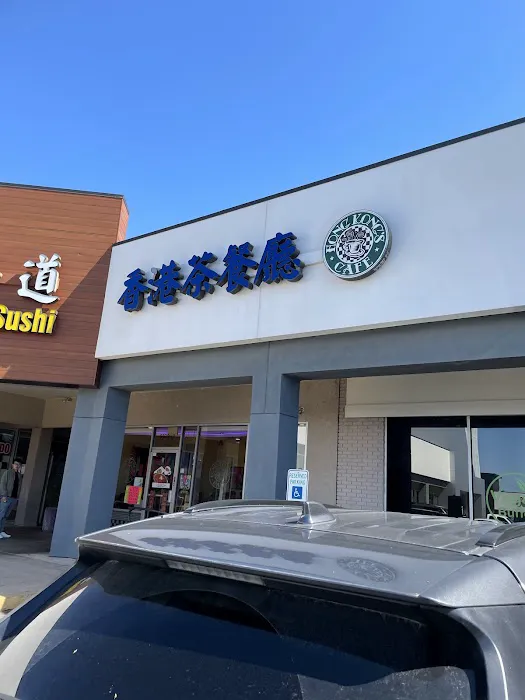 道
Sushi
香港茶餐廳
HONG KONG'S
CAFE
RESERVED
PARKING